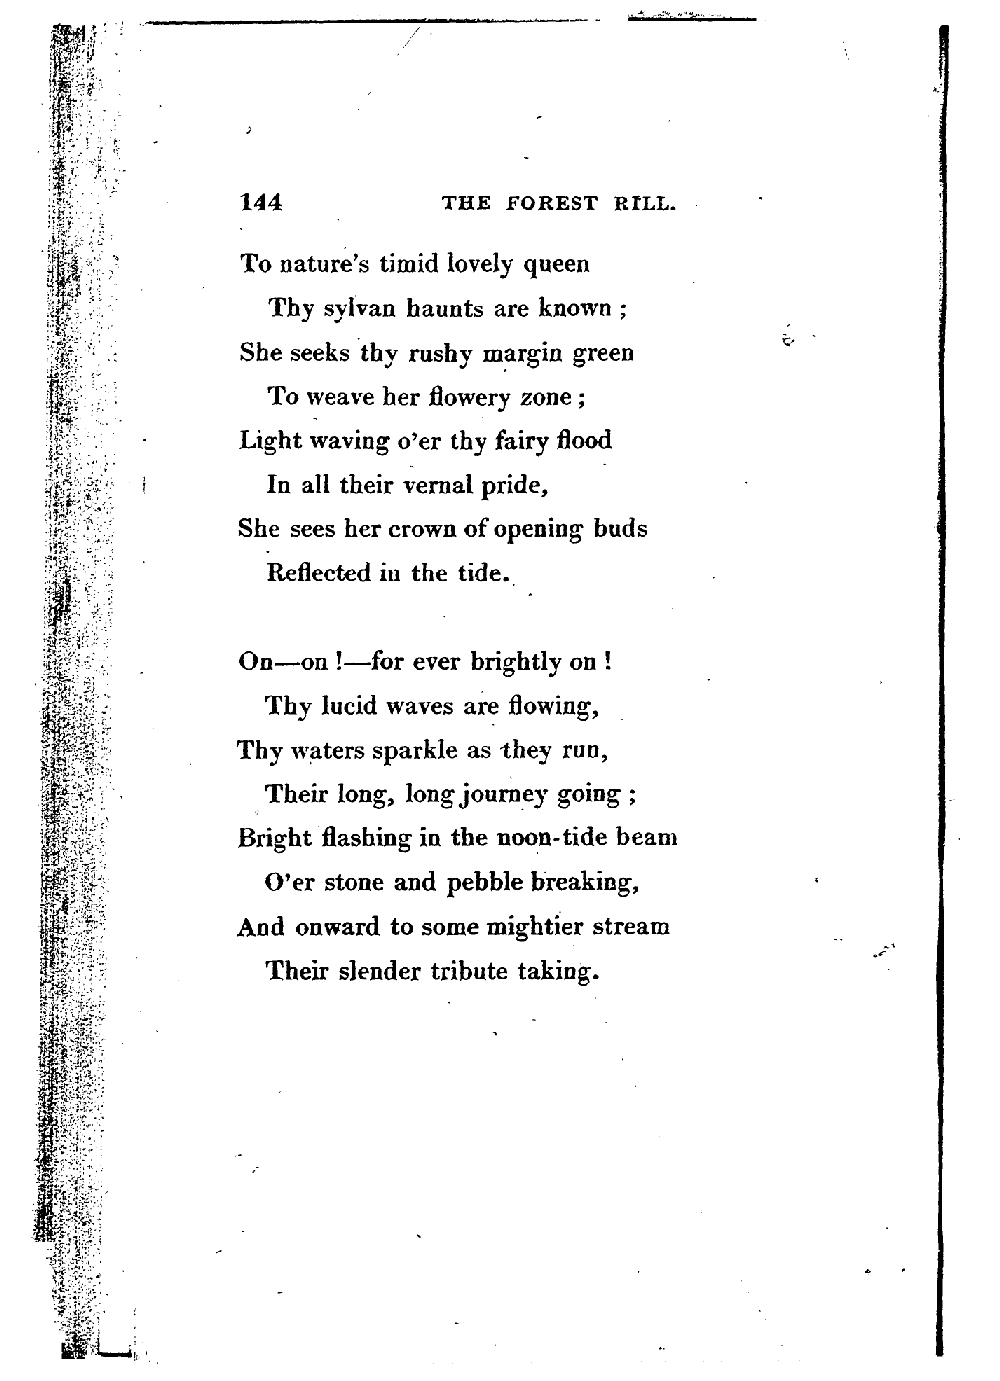 144 THE FOREST RILL.
To nature's timid lovely queen
Thy sylvan haunts are known ;
She seeks thy rushy margin green
To weave her flowery zone ;
Light waving o'er thy fairy flood
In all their vernal pride,
She sees her crown of opening buds
Reflected in the tide.
On—on !—for ever brightly on !
Thy lucid waves are flowing,
Thy waters sparkle as they run,
Their long, long journey going ;
Bright flashing in the noon-tide beam
O'er stone and pebble breaking,
And onward to some mightier stream
Their slender tribute taking.